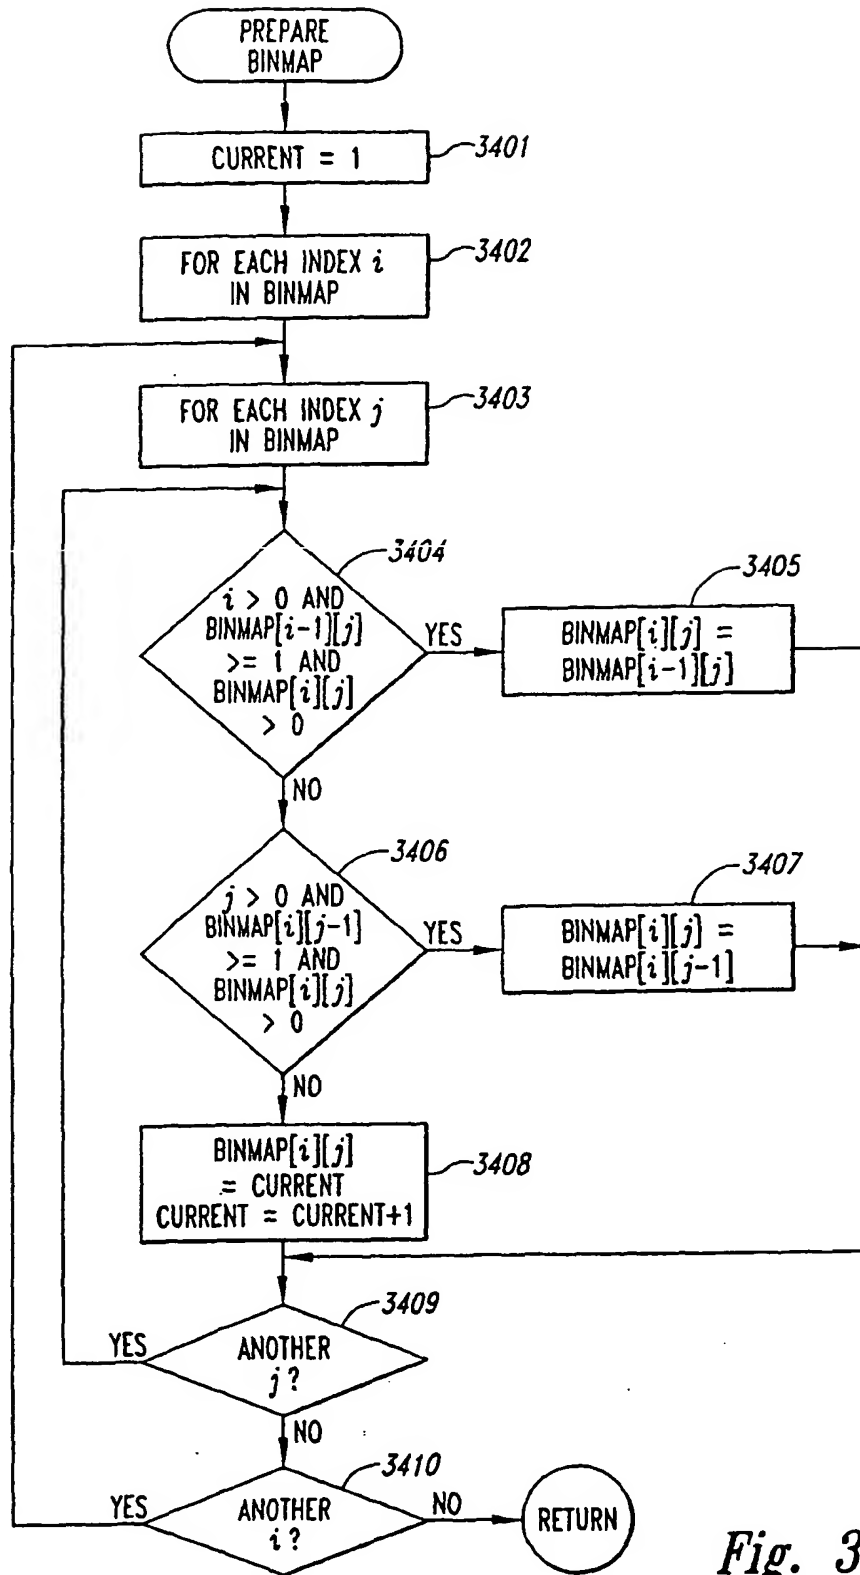 PREPARE
BINMAP
CURRENT = 1
3401
FOR EACH INDEX i
IN BINMAP
3402
FOR EACH INDEX j
IN BINMAP
3403
i > 0 AND
BINMAP[i-1][j]
>= 1 AND
BINMAP[i][j]
> 0
3404
YES
BINMAP[i][j] =
BINMAP[i-1][j]
3405
NO
j > 0 AND
BINMAP[i][j-1]
>= 1 AND
BINMAP[i][j]
> 0
3406
YES
BINMAP[i][j] =
BINMAP[i][j-1]
3407
NO
BINMAP[i][j]
= CURRENT
CURRENT = CURRENT+1
3408
ANOTHER
j?
3409
YES
NO
ANOTHER
i?
3410
YES
NO
RETURN
Fig. 3